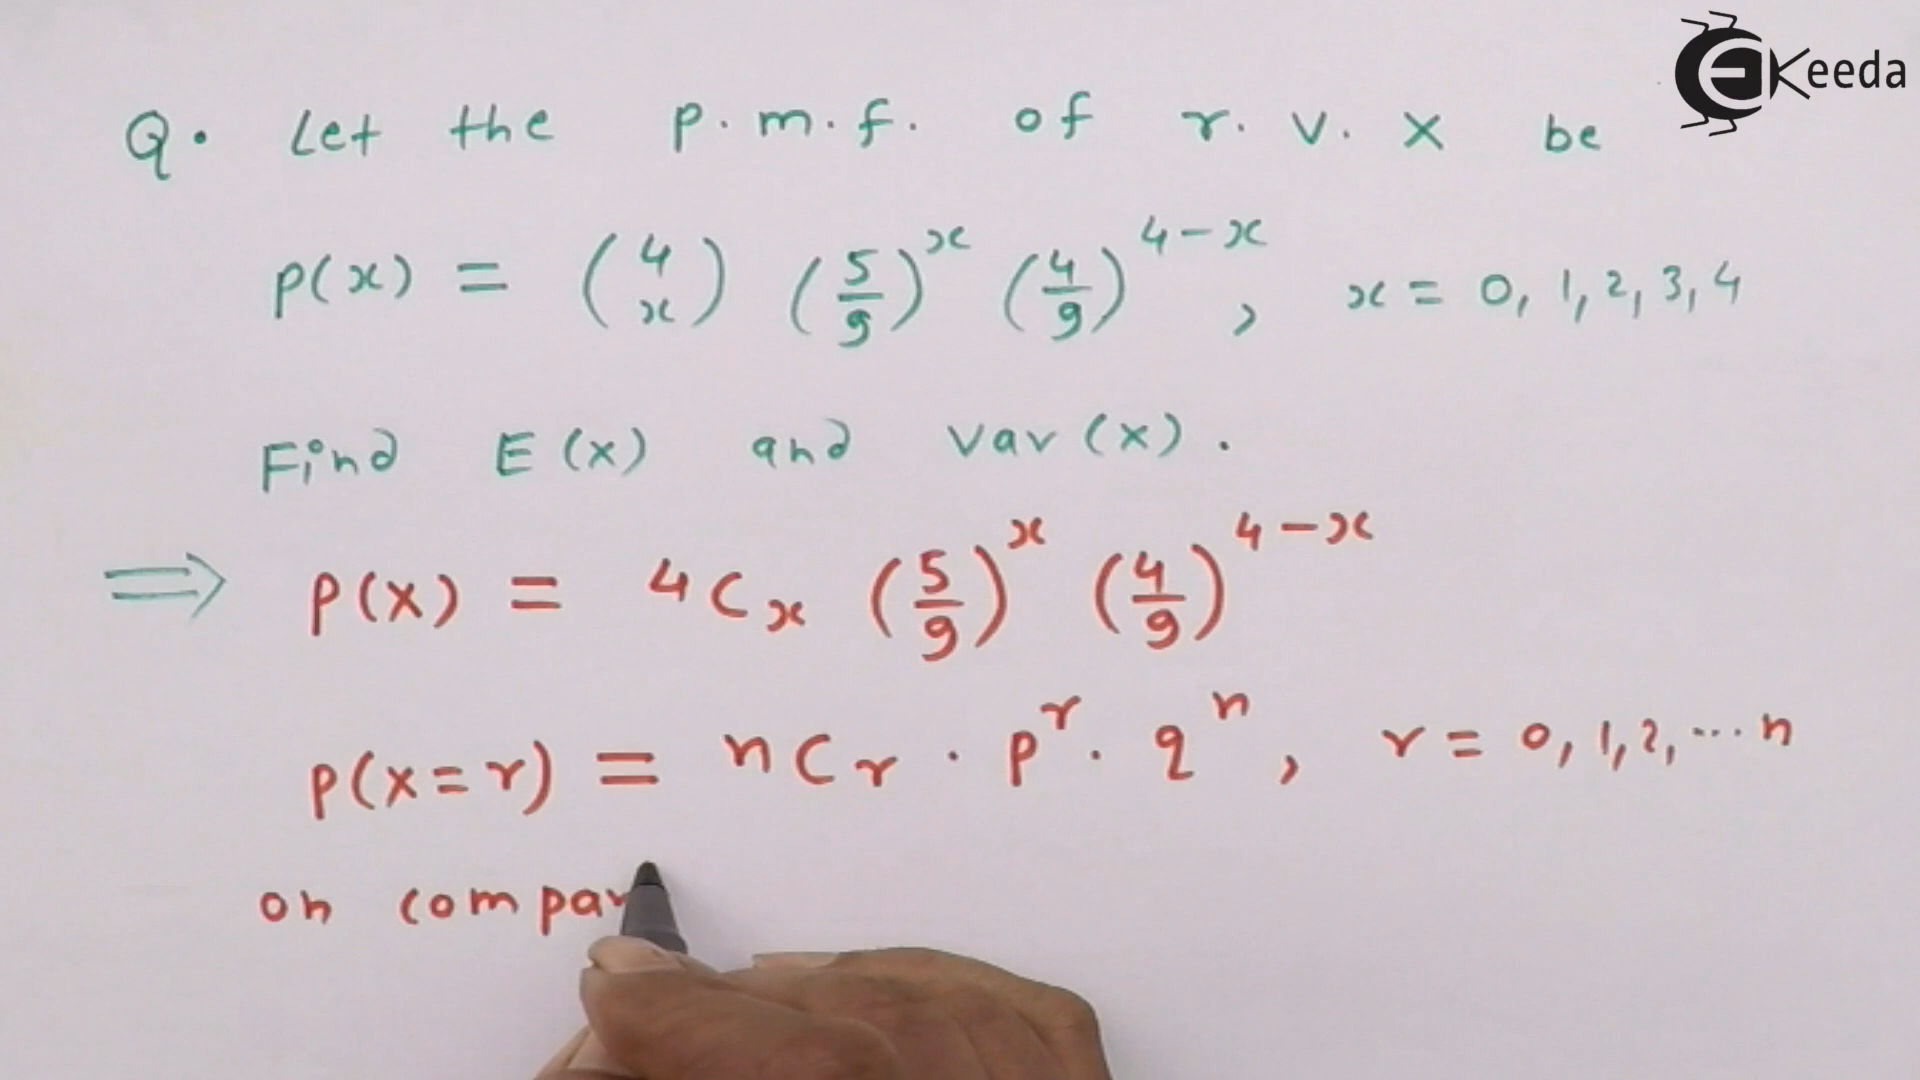 EKeeda
Q. Let the p.m.f. of r.v. X be
p(x) = (4 x) (5/9)^x (4/9)^4-x, x = 0, 1, 2, 3, 4
Find E(X) and Var(X).
⇒ P(X) = 4Cx (5/9)^x (4/9)^4-x
P(X=r) = nCr · p^r · q^n, r = 0, 1, 2, ... n
on compar